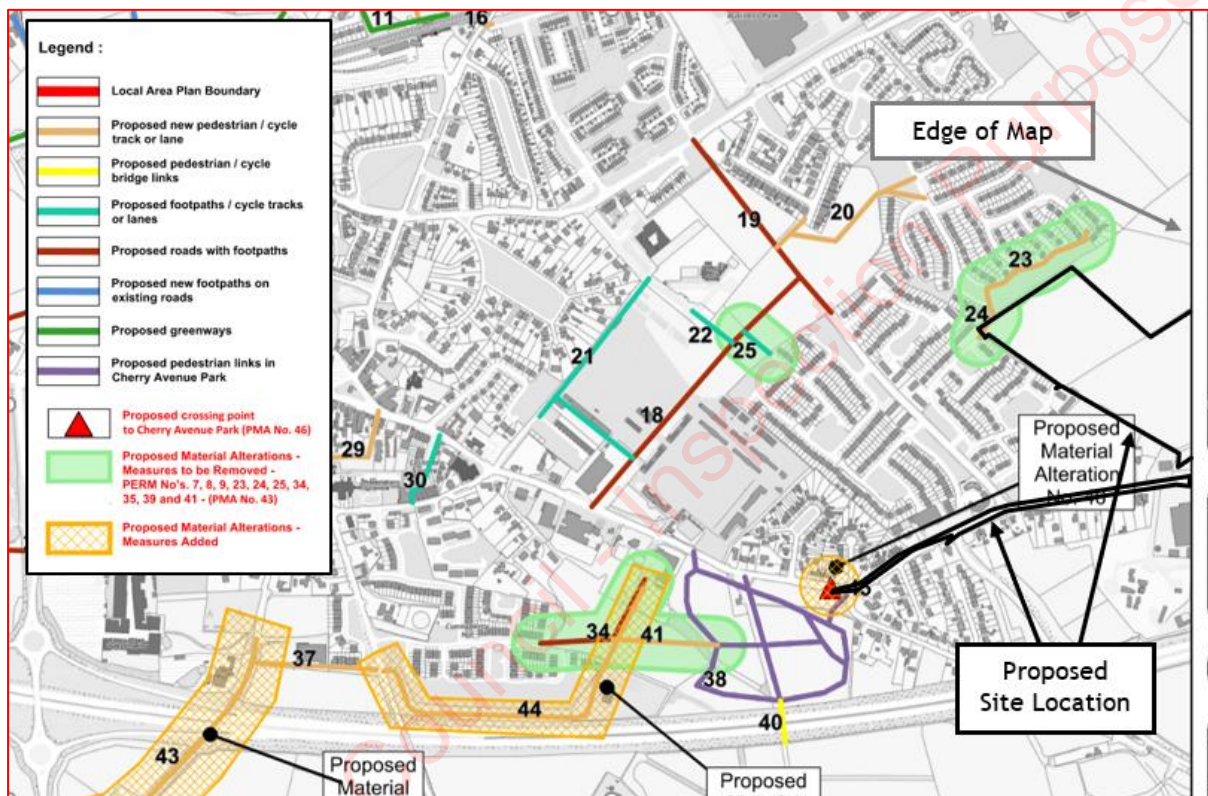 11
16
Legend :
Local Area Plan Boundary
Proposed new pedestrian / cycle
track or lane
Proposed pedestrian / cycle
bridge links
Proposed footpaths / cycle tracks
or lanes
Proposed roads with footpaths
Proposed new footpaths on
existing roads
Proposed greenways
Proposed pedestrian links in
Cherry Avenue Park
Proposed crossing point
to Cherry Avenue Park (PMA No. 46)
Proposed Material Alterations -
Measures to be Removed -
PERM No's. 7, 8, 9, 23, 24, 25, 34,
35, 39 and 41 - (PMA No. 43)
Proposed Material Alterations -
Measures Added
Edge of Map
19
20
23
24
22
25
21
18
29
30
Proposed
Material
Alteration
34
41
37
38
44
40
43
Proposed
Site Location
Proposed
Material
Proposed
Inspection Purpose